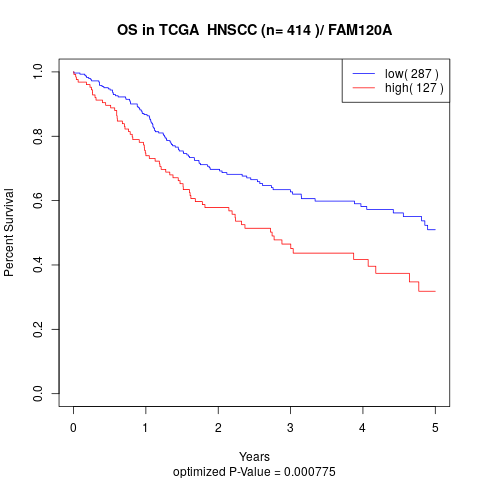 OS in TCGA  HNSCC (n= 414 )/ FAM120A
low( 287 )
high( 127 )
Percent Survival
1.0
0.8
0.6
0.4
0.2
0.0
0 1 2 3 4 5
Years
optimized P-Value = 0.000775